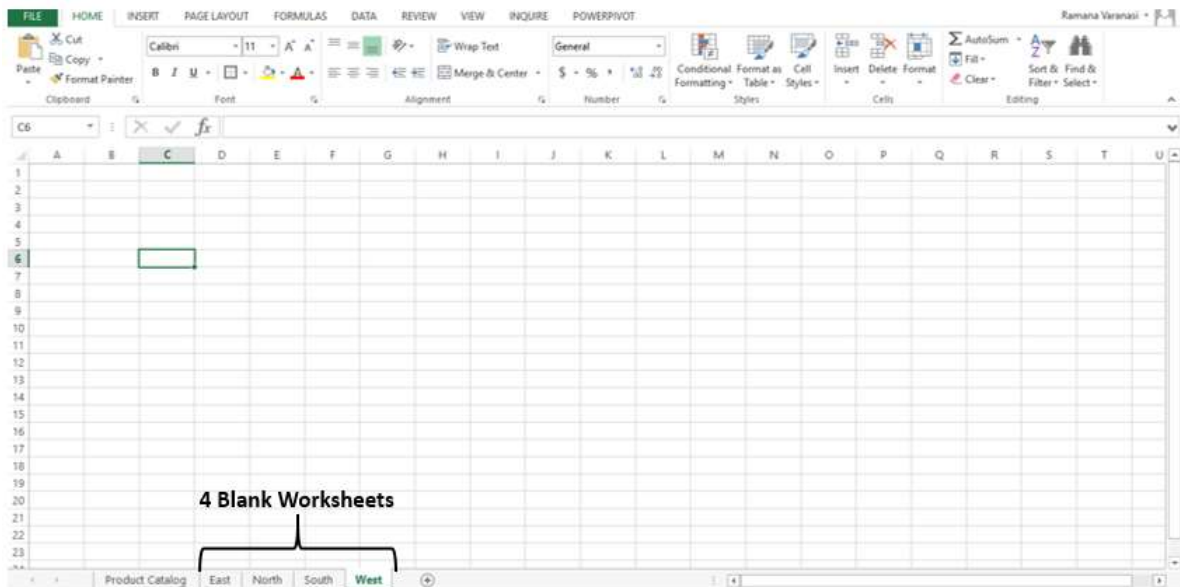 FILE HOME INSERT PAGE LAYOUT FORMULAS DATA REVIEW VIEW INQUIRE POWERPIVOT Ramana Varanasi
Cut
Copy
Format Painter
Paste
Clipboard
Calibri 11 A A
B I U A
Font
Wrap Text
Merge & Center
Alignment
General
$ % ,
Number
Conditional Formatting
Format as Table
Cell Styles
Styles
Insert
Delete
Format
Cells
AutoSum
Fill
Clear
Sort & Filter
Find & Select
Editing
C6 fx
A B C D E F G H I J K L M N O P Q R S T U
1
2
3
4
5
6
7
8
9
10
11
12
13
14
15
16
17
18
19
20
4 Blank Worksheets
21
22
23
Product Catalog East North South West